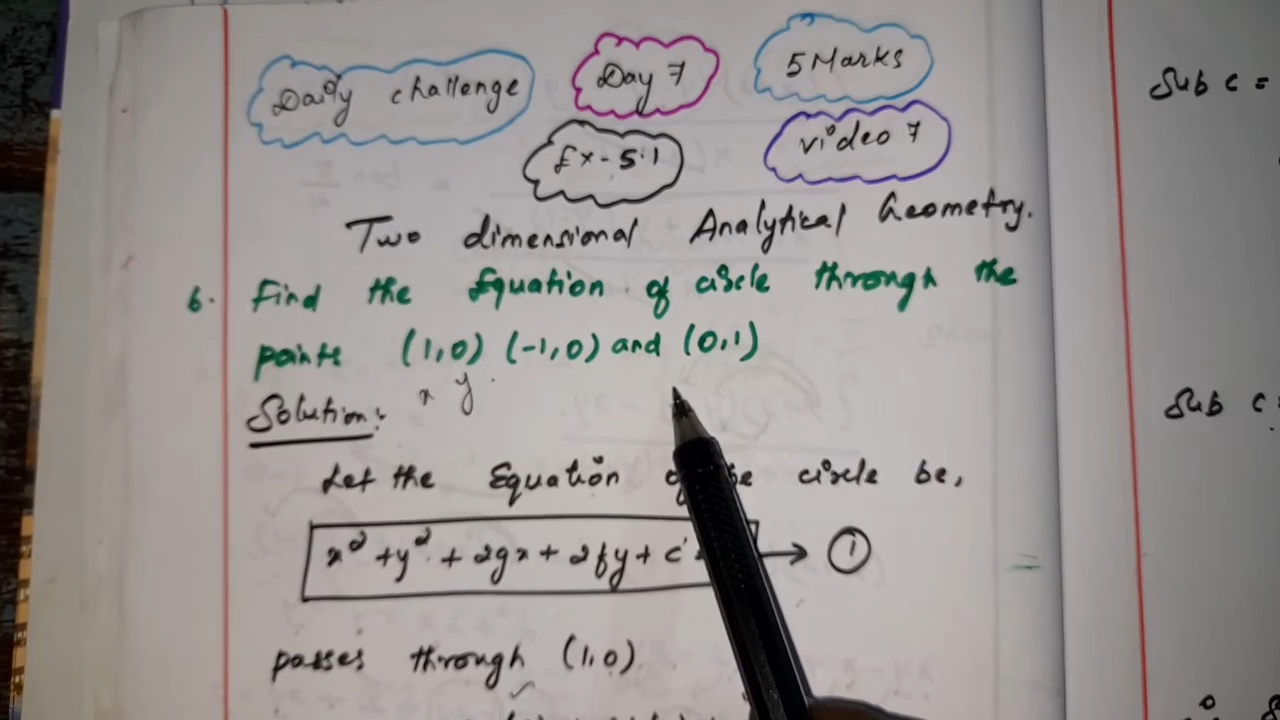 Daily challenge
Day 7
5 Marks
Ex-5.1
video 7
Two dimensional Analytical Geometry.
6. Find the Equation of circle through the
points (1,0) (-1,0) and (0,1)
x y
Solution:
Let the Equation circle be,
x² + y² + 2gx + 2fy + c → ①
passes through (1,0)
Sub c =
Sub c